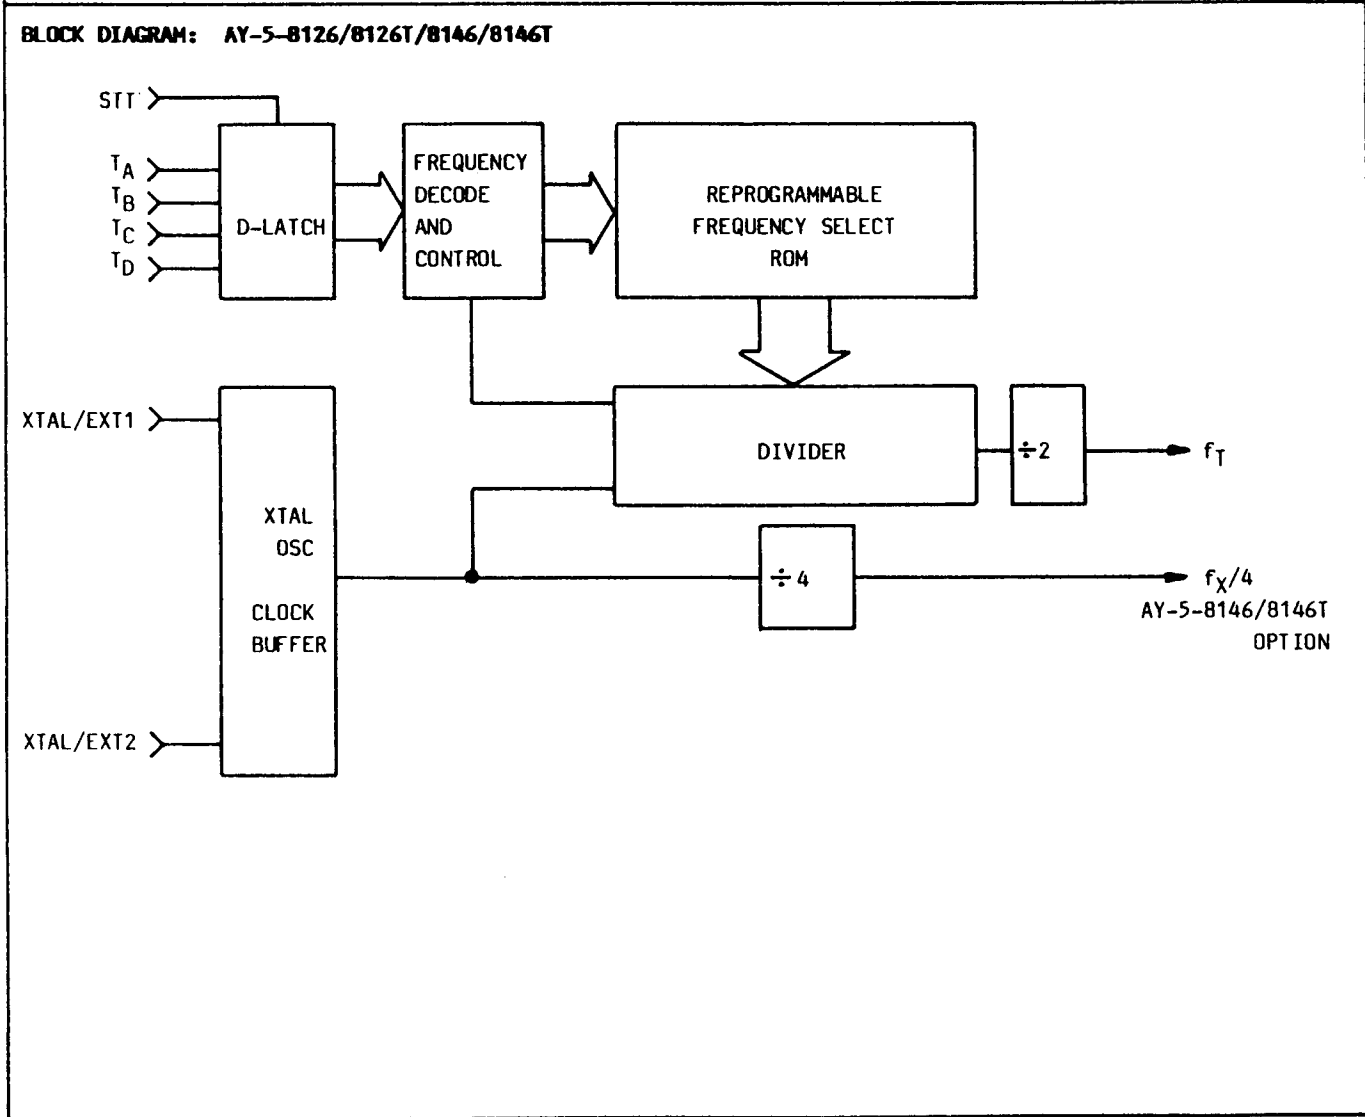 BLOCK DIAGRAM: AY-5-8126/8126T/8146/8146T
STT
TA
TB
TC
TD
D-LATCH
FREQUENCY
DECODE
AND
CONTROL
REPROGRAMMABLE
FREQUENCY SELECT
ROM
XTAL/EXT1
XTAL/EXT2
XTAL
OSC
CLOCK
BUFFER
DIVIDER
÷2
fT
÷4
fX/4
AY-5-8146/8146T
OPTION